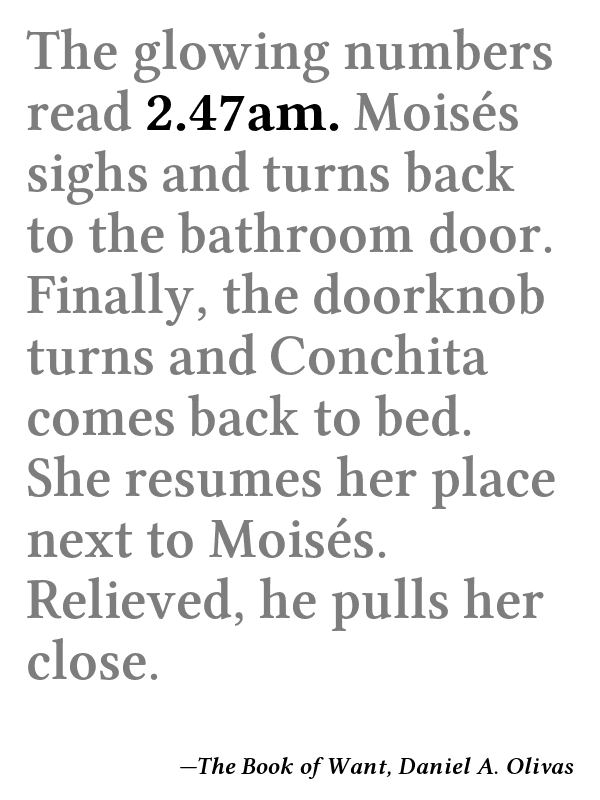 The glowing numbers
read 2.47am. Moisés
sighs and turns back
to the bathroom door.
Finally, the doorknob
turns and Conchita
comes back to bed.
She resumes her place
next to Moisés.
Relieved, he pulls her
close.
—The Book of Want, Daniel A. Olivas